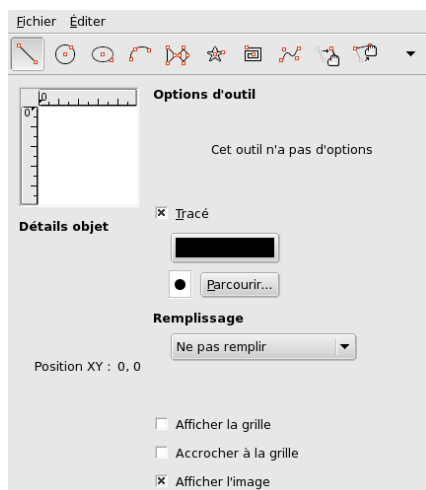 Fichier Éditer
0
0
Options d'outil
Cet outil n'a pas d'options
Tracé
Détails objet
Parcourir...
Remplissage
Ne pas remplir
Position XY : 0, 0
Afficher la grille
Accrocher à la grille
Afficher l'image